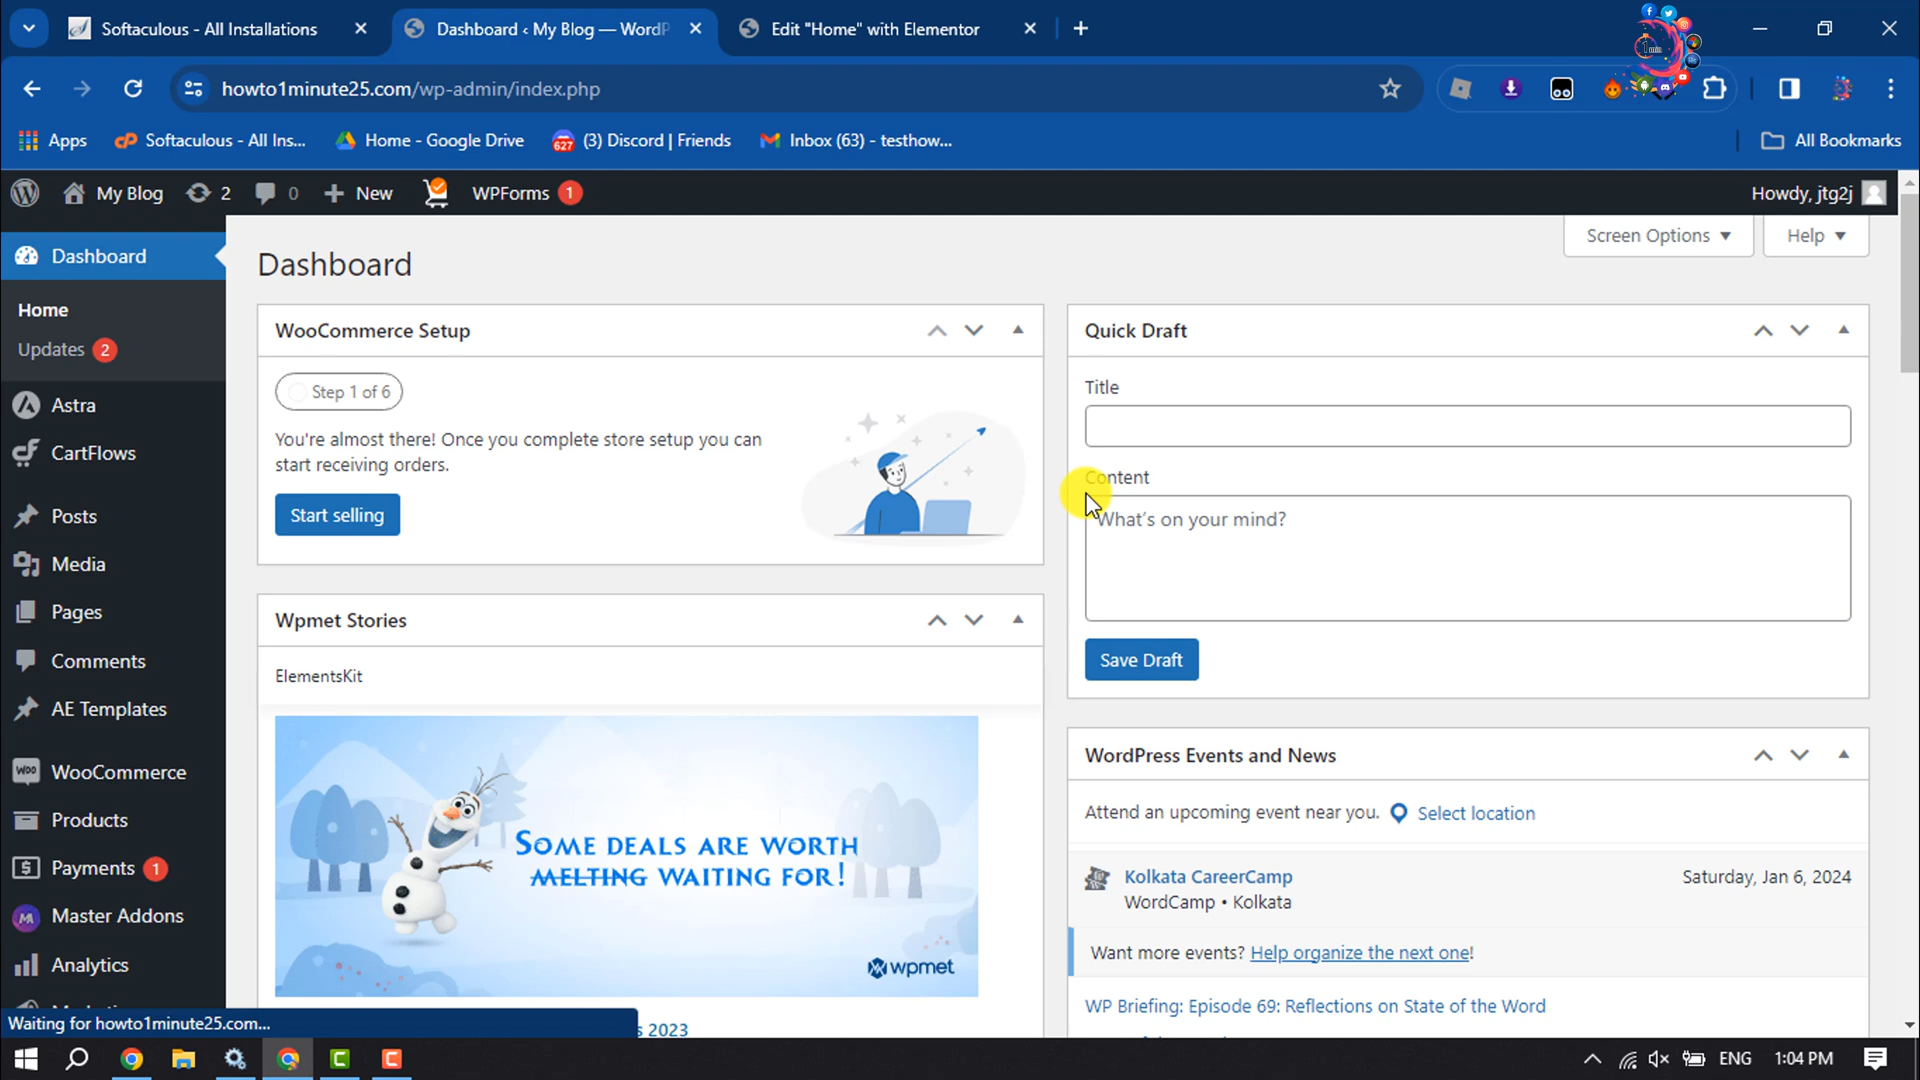 Softaculous - All Installations
Dashboard ‹ My Blog — WordP
Edit "Home" with Elementor
1 min
howto1minute25.com/wp-admin/index.php
Apps
Softaculous - All Ins...
Home - Google Drive
627
(3) Discord | Friends
Inbox (63) - testhow...
All Bookmarks
My Blog
2
0
New
WPForms 1
Howdy, jtg2j
Screen Options
Help
Dashboard
Home
Updates 2
Astra
CartFlows
Posts
Media
Pages
Comments
AE Templates
WooCommerce
Products
Payments 1
Master Addons
Analytics
Dashboard
WooCommerce Setup
Step 1 of 6
You're almost there! Once you complete store setup you can
start receiving orders.
Start selling
Wpmet Stories
ElementsKit
SOME DEALS ARE WORTH
MELTING WAITING FOR!
wpmet
s 2023
Quick Draft
Title
Content
What's on your mind?
Save Draft
WordPress Events and News
Attend an upcoming event near you.
Select location
Kolkata CareerCamp
Saturday, Jan 6, 2024
WordCamp • Kolkata
Want more events? Help organize the next one!
WP Briefing: Episode 69: Reflections on State of the Word
Waiting for howto1minute25.com...
ENG
1:04 PM